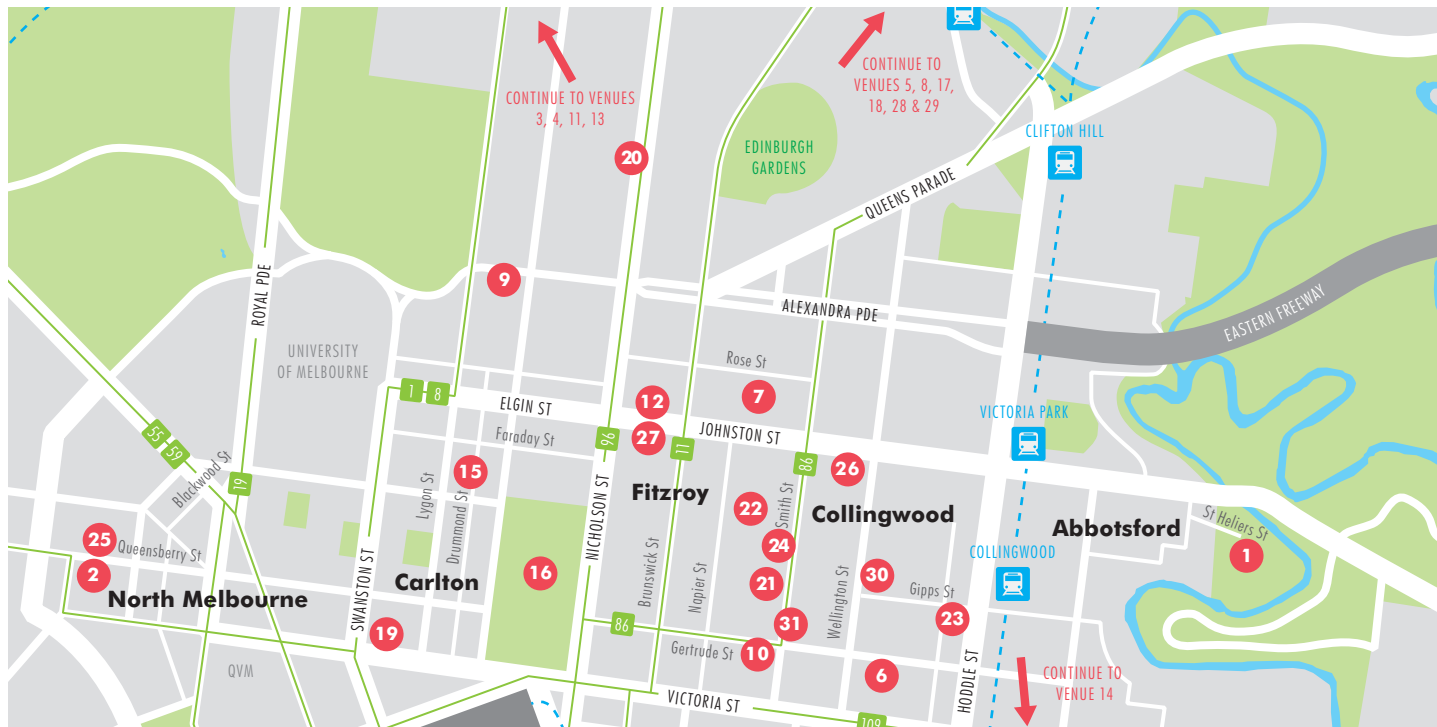 CONTINUE TO VENUES
3, 4, 11, 13
CONTINUE TO
VENUES 5, 8, 17,
18, 28 & 29
CLIFTON HILL
20
EDINBURGH
GARDENS
QUEENS PARADE
ROYAL PDE
9
ALEXANDRA PDE
EASTERN FREEWAY
UNIVERSITY
OF MELBOURNE
Rose St
1
8
ELGIN ST
12
7
VICTORIA PARK
Faraday St
96
27
11
JOHNSTON ST
55
59
Blackwood St
19
Lygon St
15
Drummond St
Fitzroy
86
26
22
Smith St
Collingwood
Abbotsford
St Heliers St
1
25
Queensberry St
2
North Melbourne
SWANSTON ST
Carlton
16
NICHOLSON ST
Brunswick St
Napier St
24
21
Wellington St
30
Gipps St
COLLINGWOOD
23
19
86
31
Gertrude St
10
QVM
6
HODDLE ST
CONTINUE TO
VENUE 14
VICTORIA ST
109